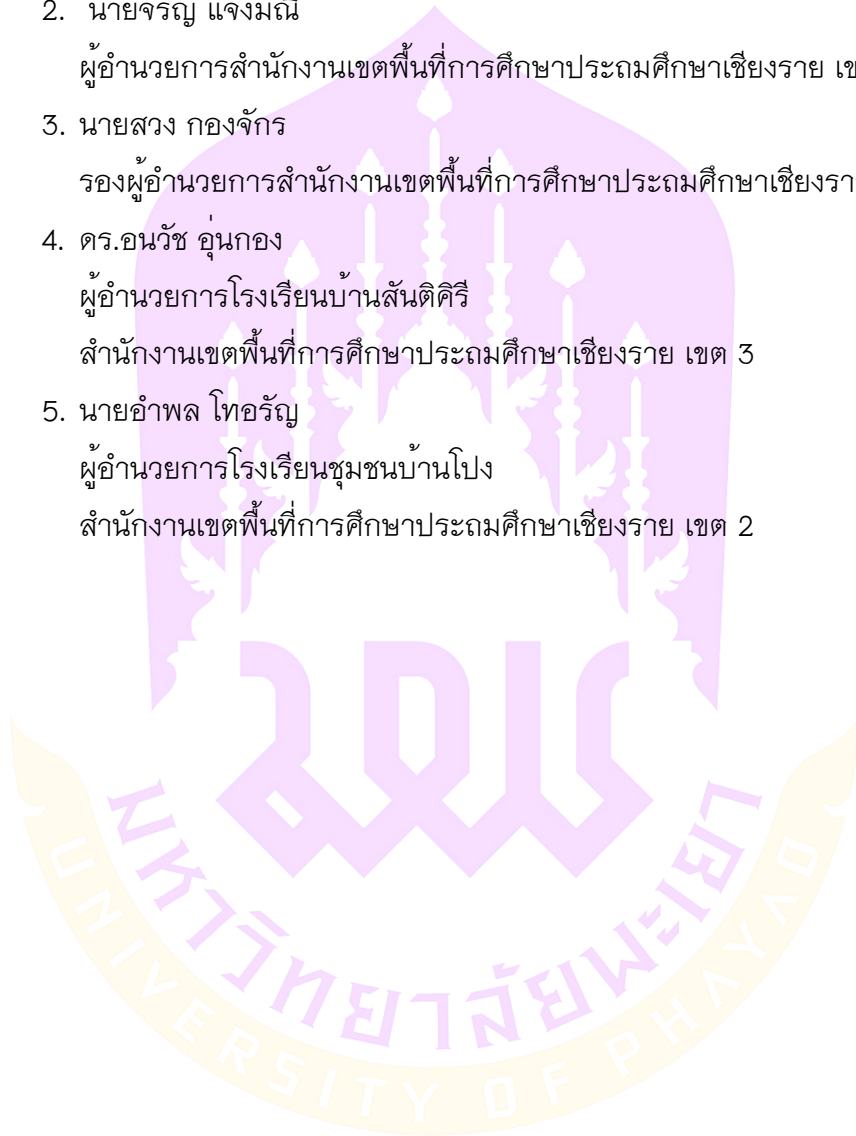 2. นายจรัญ แจ้งมณี
ผู้อำนวยการสำนักงานเขตพื้นที่การศึกษาประถมศึกษาเชียงราย เข
3. นายสวง กองจักร
รองผู้อำนวยการสำนักงานเขตพื้นที่การศึกษาประถมศึกษาเชียงรา
4. ดร.อนวัช อุ่นกอง
ผู้อำนวยการโรงเรียนบ้านสันติคิรี
สำนักงานเขตพื้นที่การศึกษาประถมศึกษาเชียงราย เขต 3
5. นายอำพล โทอรัญ
ผู้อำนวยการโรงเรียนชุมชนบ้านโปง
สำนักงานเขตพื้นที่การศึกษาประถมศึกษาเชียงราย เขต 2
มหาวิทยาลัยพะเยา
UNIVERSITY OF PHAYAO